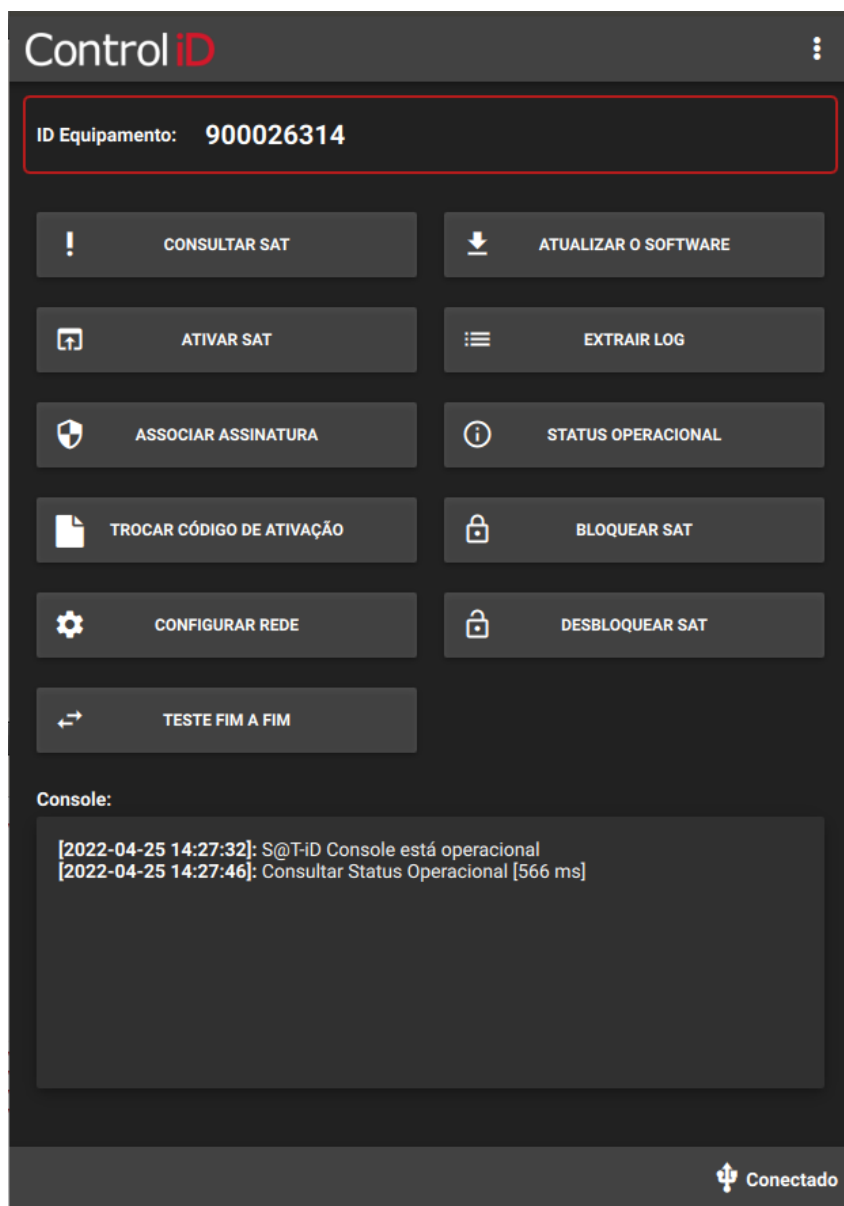 Control iD
ID Equipamento: 900026314
CONSULTAR SAT
ATUALIZAR O SOFTWARE
ATIVAR SAT
EXTRAIR LOG
ASSOCIAR ASSINATURA
STATUS OPERACIONAL
TROCAR CÓDIGO DE ATIVAÇÃO
BLOQUEAR SAT
CONFIGURAR REDE
DESBLOQUEAR SAT
TESTE FIM A FIM
Console:
[2022-04-25 14:27:32]: S@T-iD Console está operacional
[2022-04-25 14:27:46]: Consultar Status Operacional [566 ms]
Conectado